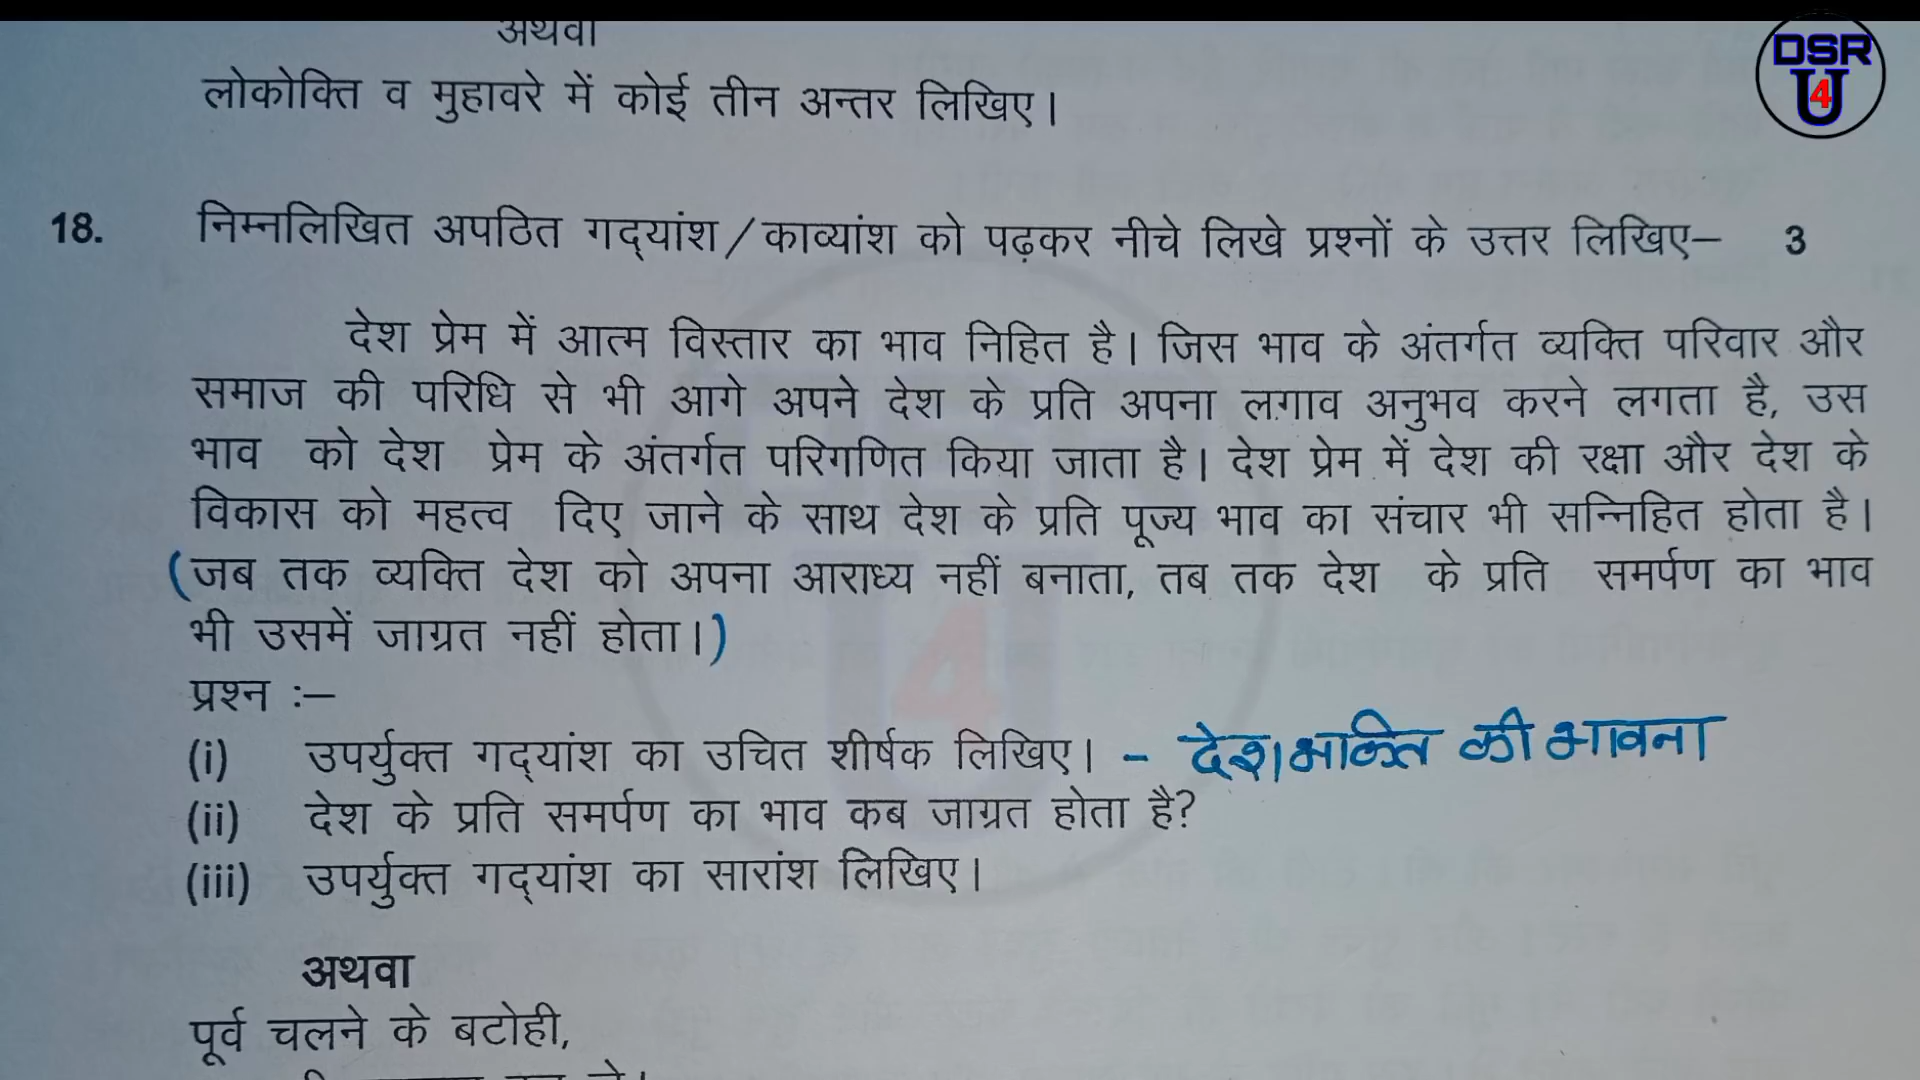 अथवा
DSR
U
4
लोकोक्ति व मुहावरे में कोई तीन अन्तर लिखिए।
18. निम्नलिखित अपठित गद्‌यांश / काव्यांश को पढ़कर नीचे लिखे प्रश्नों के उत्तर लिखिए— 3
देश प्रेम में आत्म विस्तार का भाव निहित है। जिस भाव के अंतर्गत व्यक्ति परिवार और
समाज की परिधि से भी आगे अपने देश के प्रति अपना लगाव अनुभव करने लगता है, उस
भाव को देश प्रेम के अंतर्गत परिगणित किया जाता है। देश प्रेम में देश की रक्षा और देश के
विकास को महत्व दिए जाने के साथ देश के प्रति पूज्य भाव का संचार भी सन्निहित होता है।
(जब तक व्यक्ति देश को अपना आराध्य नहीं बनाता, तब तक देश के प्रति समर्पण का भाव
भी उसमें जाग्रत नहीं होता।)
प्रश्न :—
(i) उपर्युक्त गद्‌यांश का उचित शीर्षक लिखिए। - देशभक्ति की भावना
(ii) देश के प्रति समर्पण का भाव कब जाग्रत होता है?
(iii) उपर्युक्त गद्‌यांश का सारांश लिखिए।
अथवा
पूर्व चलने के बटोही,